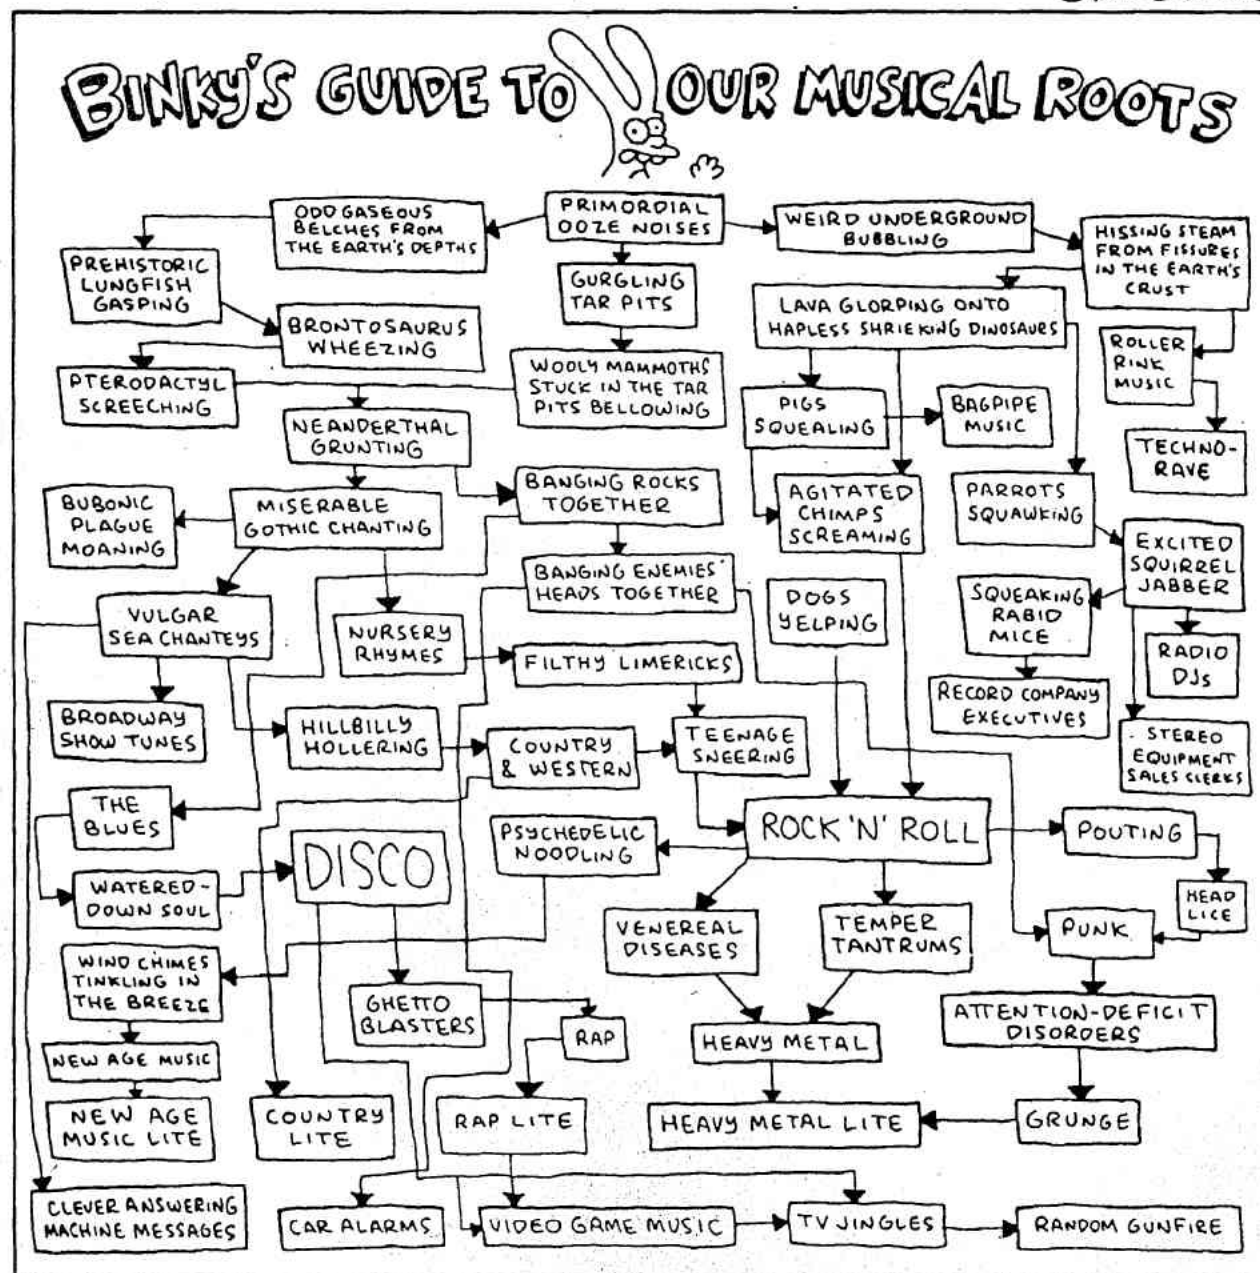 BINKY'S GUIDE TO OUR MUSICAL ROOTS
PRIMORDIAL
OOZE NOISES
ODD GASEOUS
BELCHES FROM
THE EARTH'S DEPTHS
WEIRD UNDERGROUND
BUBBLING
HISSING STEAM
FROM FISSURES
IN THE EARTH'S
CRUST
PREHISTORIC
LUNGFISH
GASPING
GURGLING
TAR PITS
LAVA GLORPING ONTO
HAPLESS SHRIEKING DINOSAURS
BRONTOSAURUS
WHEEZING
ROLLER
RINK
MUSIC
PTERODACTYL
SCREECHING
WOOLY MAMMOTHS
STUCK IN THE TAR
PITS BELLOWING
PIGS
SQUEALING
BAGPIPE
MUSIC
NEANDERTHAL
GRUNTING
TECHNO-
RAVE
BUBONIC
PLAGUE
MOANING
MISERABLE
GOTHIC CHANTING
BANGING ROCKS
TOGETHER
AGITATED
CHIMPS
SCREAMING
PARROTS
SQUAWKING
EXCITED
SQUIRREL
JABBER
BANGING ENEMIES'
HEADS TOGETHER
DOGS
YELPING
SQUEAKING
RABID
MICE
VULGAR
SEA CHANTEYS
NURSERY
RHYMES
FILTHY LIMERICKS
RADIO
DJs
RECORD COMPANY
EXECUTIVES
BROADWAY
SHOW TUNES
HILLBILLY
HOLLERING
COUNTRY
& WESTERN
TEENAGE
SNEERING
STEREO
EQUIPMENT
SALES CLERKS
THE
BLUES
DISCO
PSYCHEDELIC
NOODLING
ROCK 'N' ROLL
POUTING
WATERED-
DOWN SOUL
HEAD
LICE
VENEREAL
DISEASES
TEMPER
TANTRUMS
PUNK
WIND CHIMES
TINKLING IN
THE BREEZE
GHETTO
BLASTERS
RAP
HEAVY METAL
ATTENTION-DEFICIT
DISORDERS
NEW AGE MUSIC
NEW AGE
MUSIC LITE
COUNTRY
LITE
RAP LITE
HEAVY METAL LITE
GRUNGE
CLEVER ANSWERING
MACHINE MESSAGES
CAR ALARMS
VIDEO GAME MUSIC
TV JINGLES
RANDOM GUNFIRE